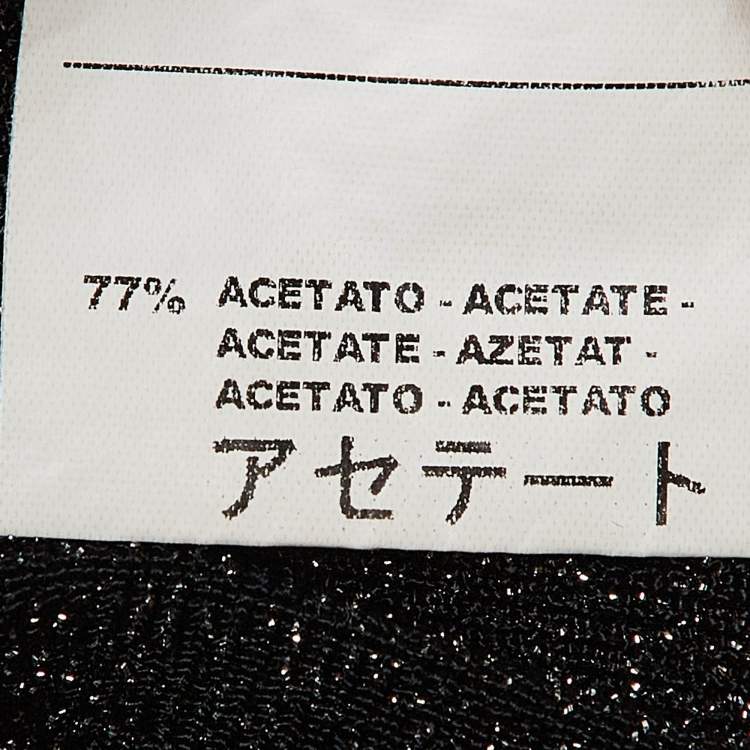 77% ACETATO - ACETATE -
ACETATE - AZETAT -
ACETATO - ACETATO
アセテート